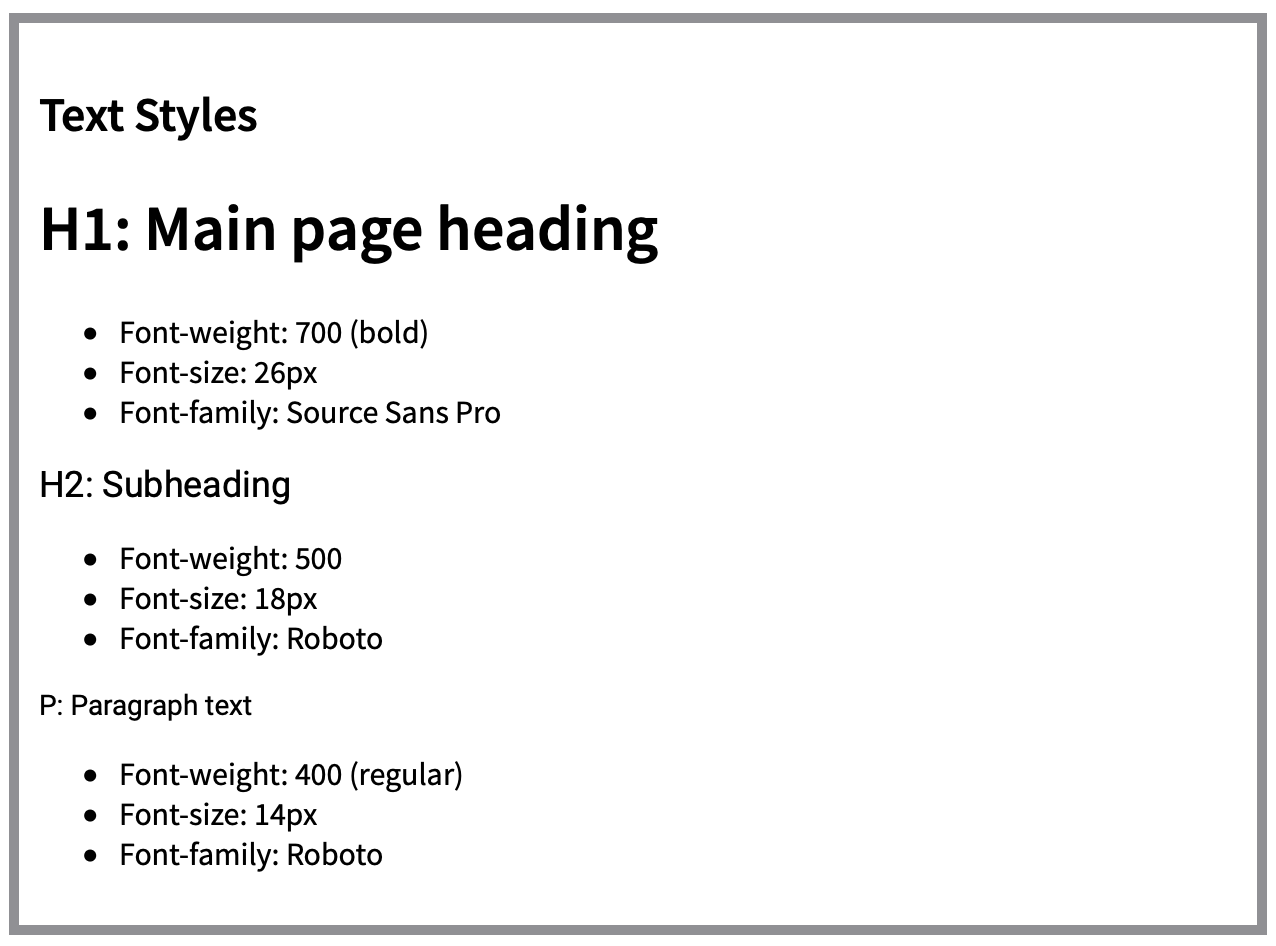 Text Styles
H1: Main page heading
• Font-weight: 700 (bold)
• Font-size: 26px
• Font-family: Source Sans Pro
H2: Subheading
• Font-weight: 500
• Font-size: 18px
• Font-family: Roboto
P: Paragraph text
• Font-weight: 400 (regular)
• Font-size: 14px
• Font-family: Roboto